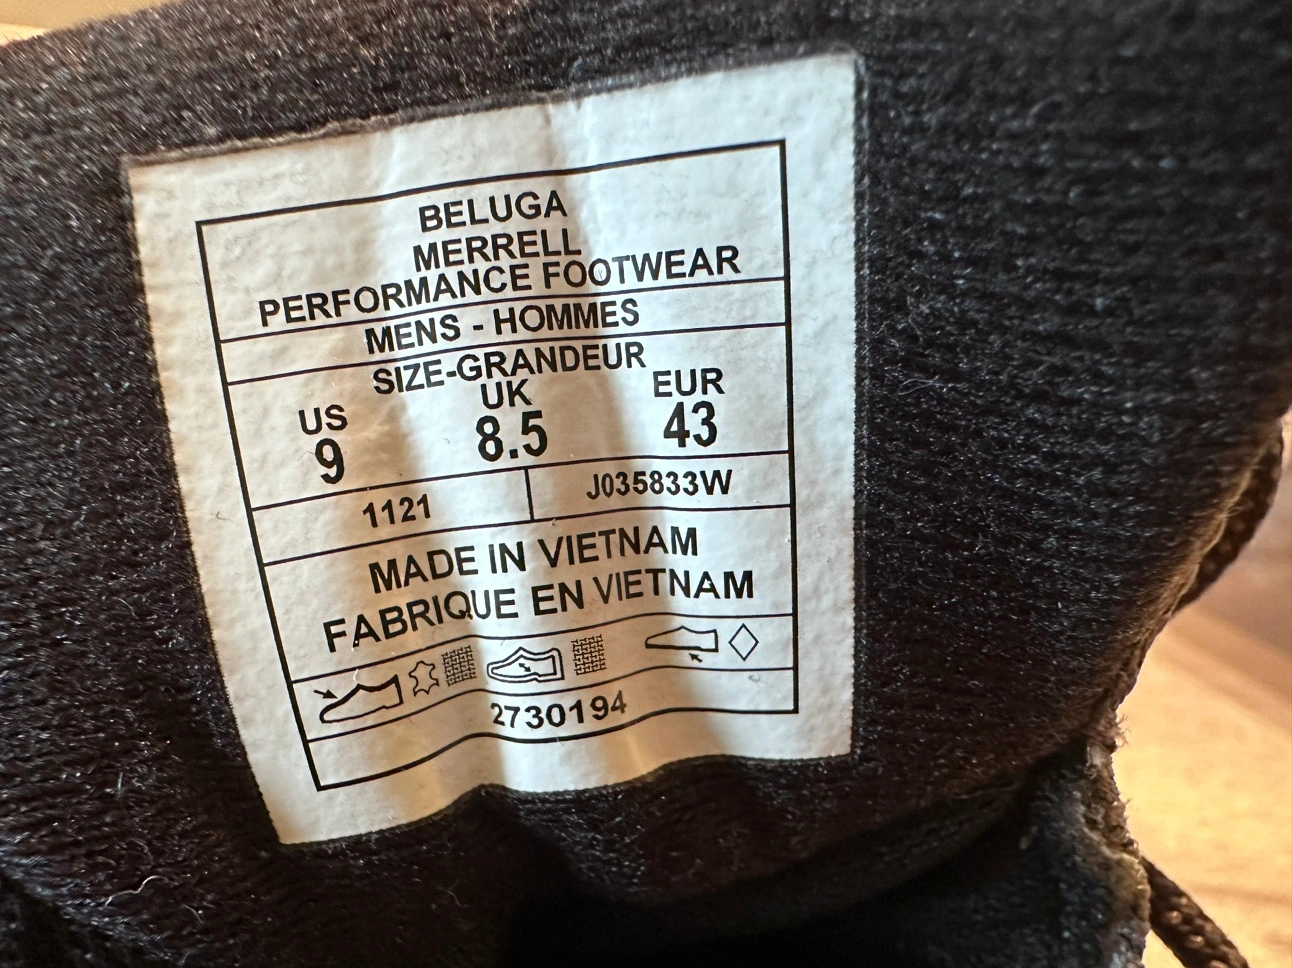 BELUGA
MERRELL
PERFORMANCE FOOTWEAR
MENS - HOMMES
SIZE-GRANDEUR
US UK EUR
9 8.5 43
1121 J035833W
MADE IN VIETNAM
FABRIQUE EN VIETNAM
2730194